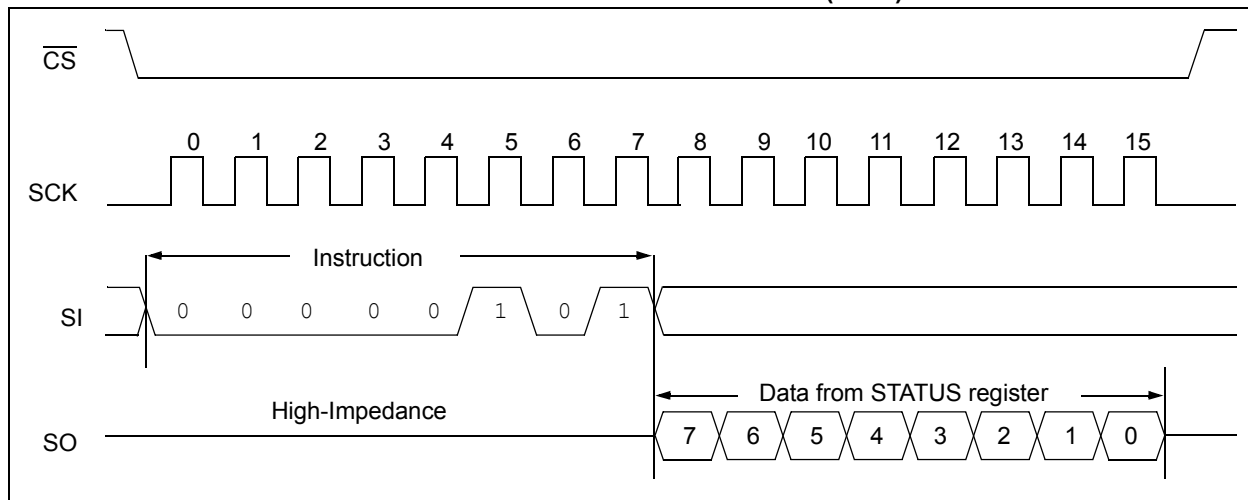 CS
0 1 2 3 4 5 6 7 8 9 10 11 12 13 14 15
SCK
Instruction
SI 0 0 0 0 0 1 0 1
Data from STATUS register
High-Impedance
SO 7 6 5 4 3 2 1 0